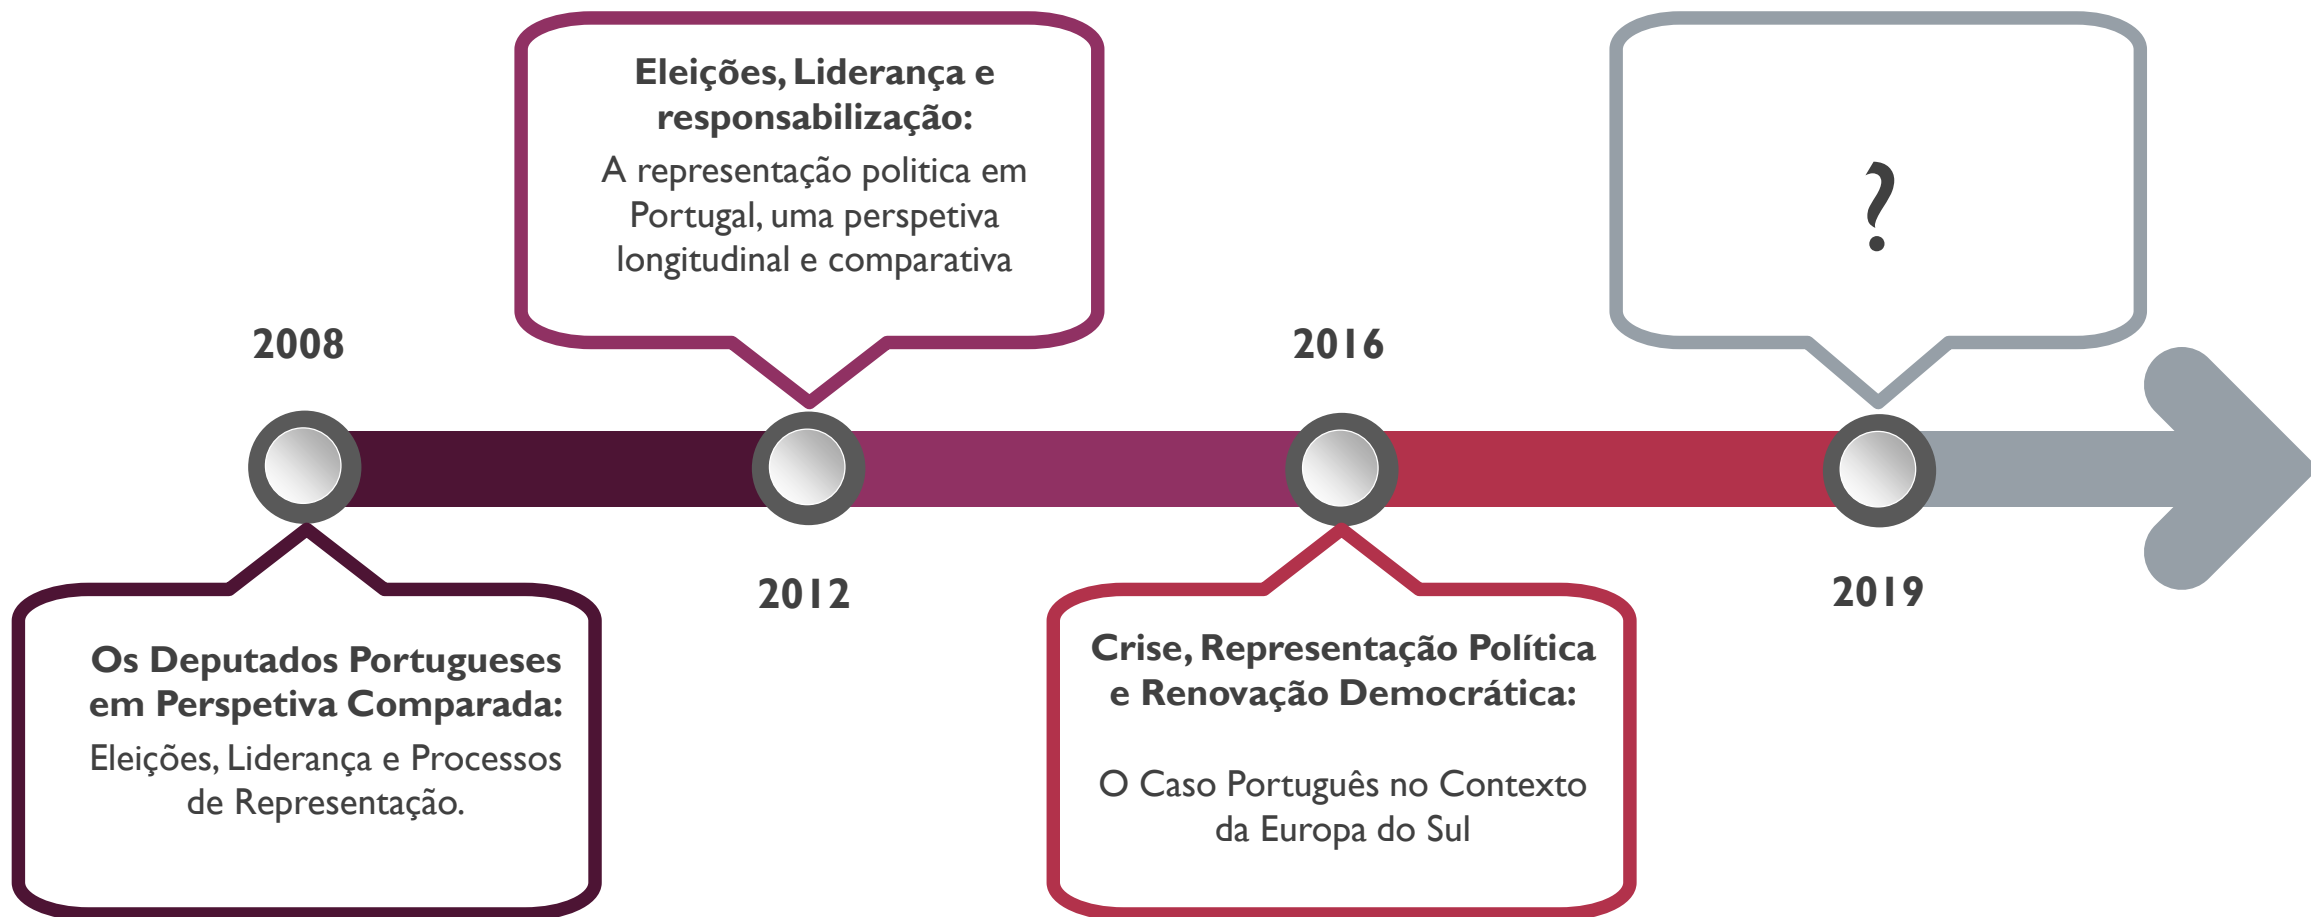 2008
Os Deputados Portugueses
em Perspetiva Comparada:
Eleições, Liderança e Processos
de Representação.
Eleições, Liderança e
responsabilização:
A representação politica em
Portugal, uma perspetiva
longitudinal e comparativa
2012
2016
Crise, Representação Política
e Renovação Democrática:
O Caso Português no Contexto
da Europa do Sul
?
2019